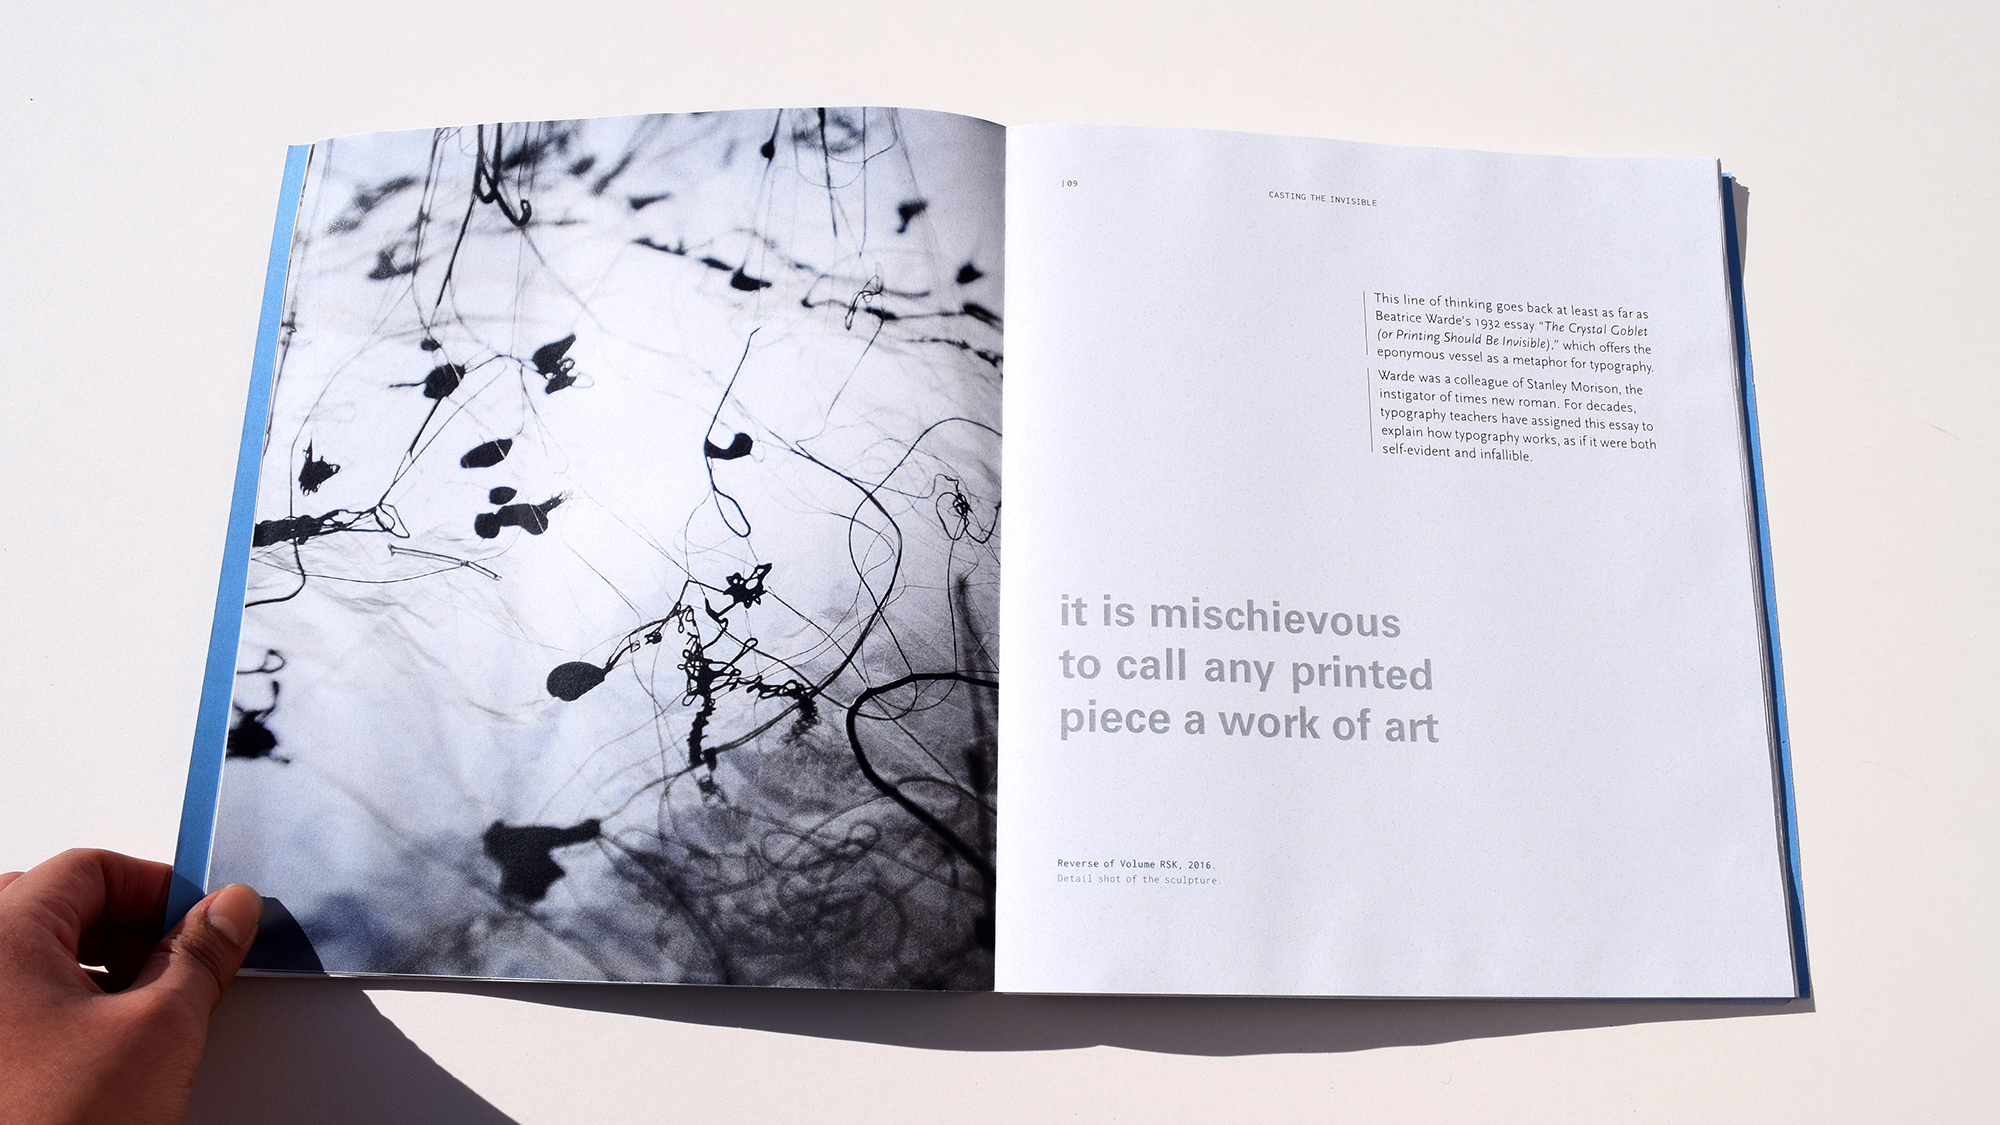 |09
CASTING THE INVISIBLE
This line of thinking goes back at least as far as
Beatrice Warde's 1932 essay "The Crystal Goblet
(or Printing Should Be Invisible)," which offers the
eponymous vessel as a metaphor for typography.
Warde was a colleague of Stanley Morison, the
instigator of times new roman. For decades,
typography teachers have assigned this essay to
explain how typography works, as if it were both
self-evident and infallible.
it is mischievous
to call any printed
piece a work of art
Reverse of Volume RSK, 2016.
Detail shot of the sculpture.